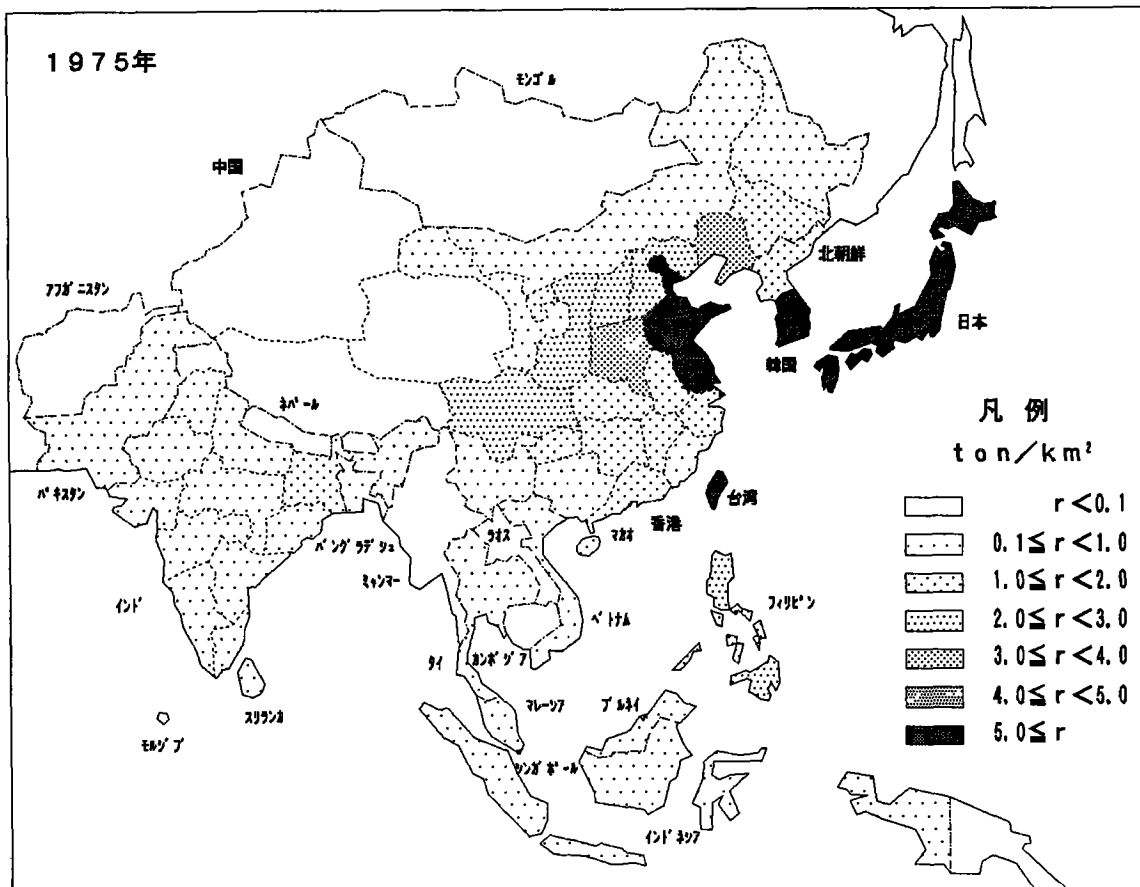 1975年
モンゴル
中国
北朝鮮
アフガニスタン
日本
韓国
ネパール
凡 例
ton/km²
パキスタン
台湾
香港
r<0.1
マカオ
ラオス
0.1≦ r<1.0
バングラデシュ
ミャンマー
フィリピン
1.0≦ r<2.0
インド
ベトナム
2.0≦ r<3.0
タイ
カンボジア
3.0≦ r<4.0
スリランカ
マレーシア
ブルネイ
4.0≦ r<5.0
モルジブ
5.0≦ r
シンガポール
インドネシア